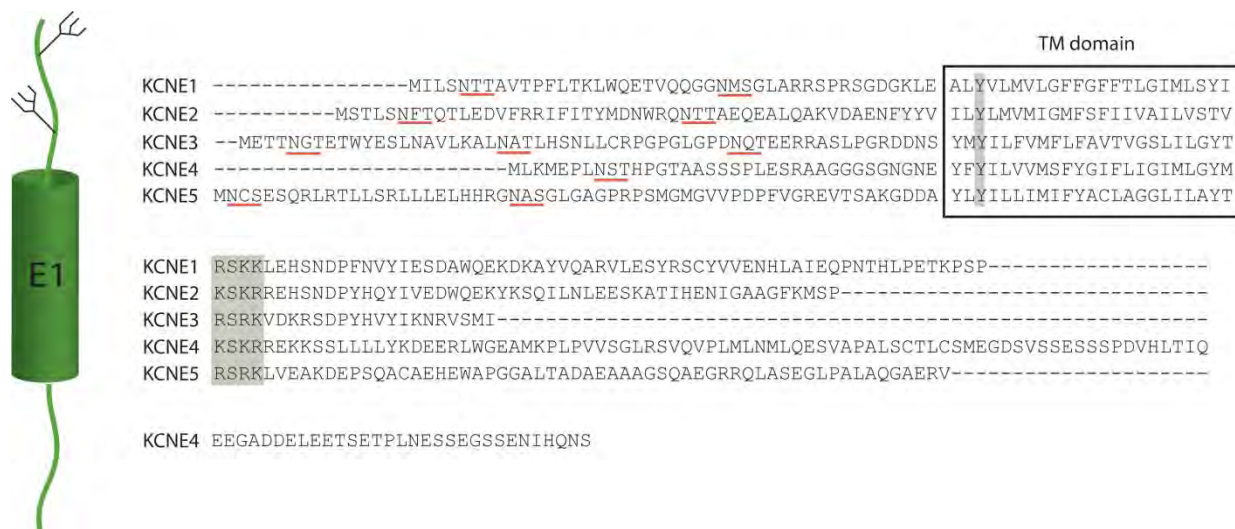 TM domain
KCNE1 ----------------MILSNTTAVTPFLTKLWQETVQQGGNMSGLARRSPRSGDGKLE ALYVLMVLGFFGFFTLGIMLSYI
KCNE2 ----------MSTLSNFTQTLEDVFRRIFITYMDNWRQNTTAEQEALQAKVDAENFYYV ILYLMVMIGMFSFIIVAILVSTV
KCNE3 --METTNGTETWYESLNAVLKALNATLHSNLLCRPGPGLGPDNQTEERRASLPGRDDNS YMYILFVMFLFAVTVGSLILGYT
KCNE4 ------------------------MLKMEPLNSTHPGTAASSSPLESRAAGGGSGNGNE YFYILVVMSFYGIFLIGIMLGYM
KCNE5 MNCSESQRLRTLLSRLLLELHHRGNASGLGAGPRPSMGMGVVPDPFVGREVTSAKGDDA YLYILLIMIFYACLAGGLILAYT
E1
KCNE1 RSKKLEHSNDPFNVYIESDAWQEKDKAYVQARVLESYRSCYVVENHLAIEQPNTHLPETKPSP------------------
KCNE2 KSKRREHSNDPYHQYIVEDWQEKYKSQILNLEESKATIHENIGAAGFKMSP------------------------------
KCNE3 RSRKVDKRSDPYHVYIKNRVSMI----------------------------------------------------------
KCNE4 KSKRREKKSSLLLLYKDEERLWGEAMKPLPVVSGLRSVQVPLMLNMLQESVAPALSCTLCSMEGDSVSSESSSPDVHLTIQ
KCNE5 RSRKLVEAKDEPSQACAEHEWAPGGALTADAEAAAGSQAEGRRQLASEGLPALAQGAERV---------------------
KCNE4 EEGADDELEETSETPLNESSEGSSENIHQNS